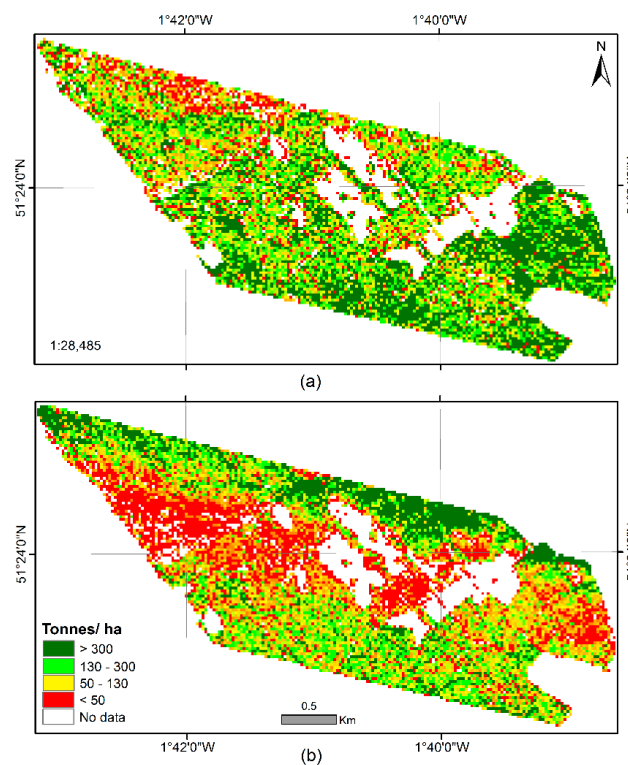 1°42'0"W 1°40'0"W
N
51°24'0"N
1:28,485
(a)
51°24'0"N
Tonnes/ ha
> 300
130 - 300
50 - 130
< 50
No data
0.5
Km
1°42'0"W 1°40'0"W
(b)